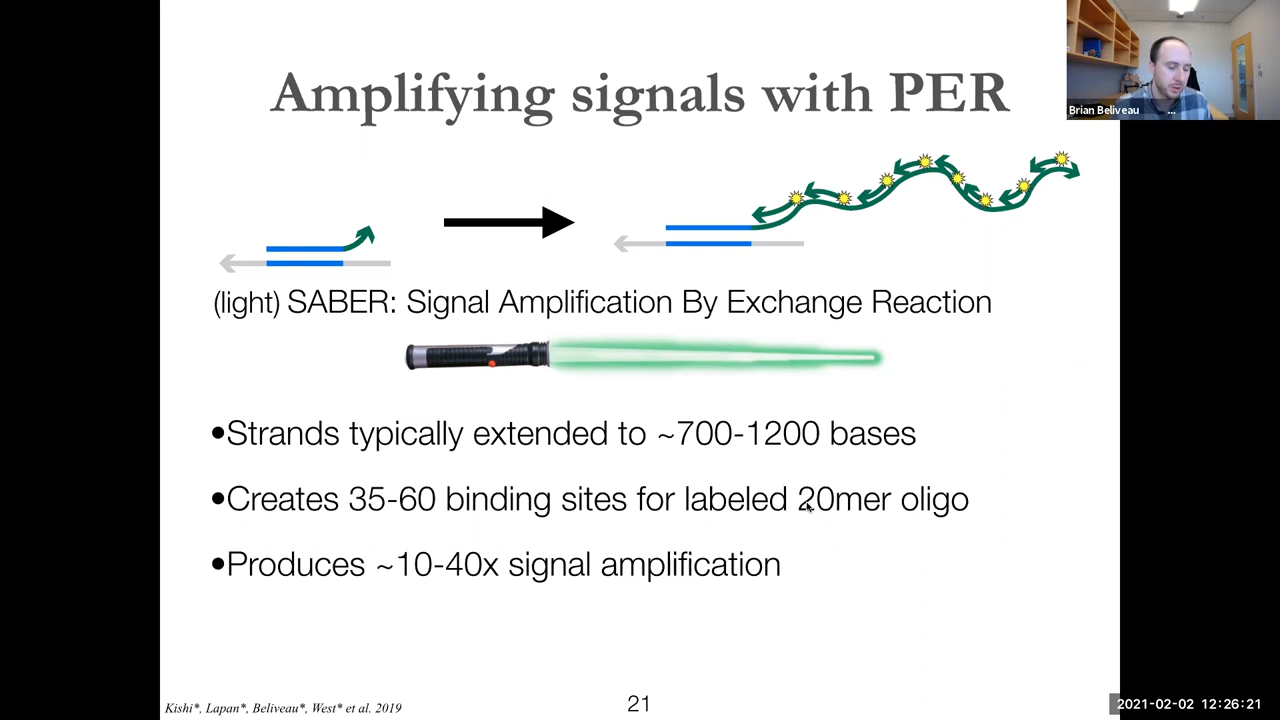 Amplifying signals with PER
Brian Beliveau ...
(light) SABER: Signal Amplification By Exchange Reaction
•Strands typically extended to ~700-1200 bases
•Creates 35-60 binding sites for labeled 20mer oligo
•Produces ~10-40x signal amplification
Kishi*, Lapan*, Beliveau*, West* et al. 2019
21
2021-02-02 12:26:21